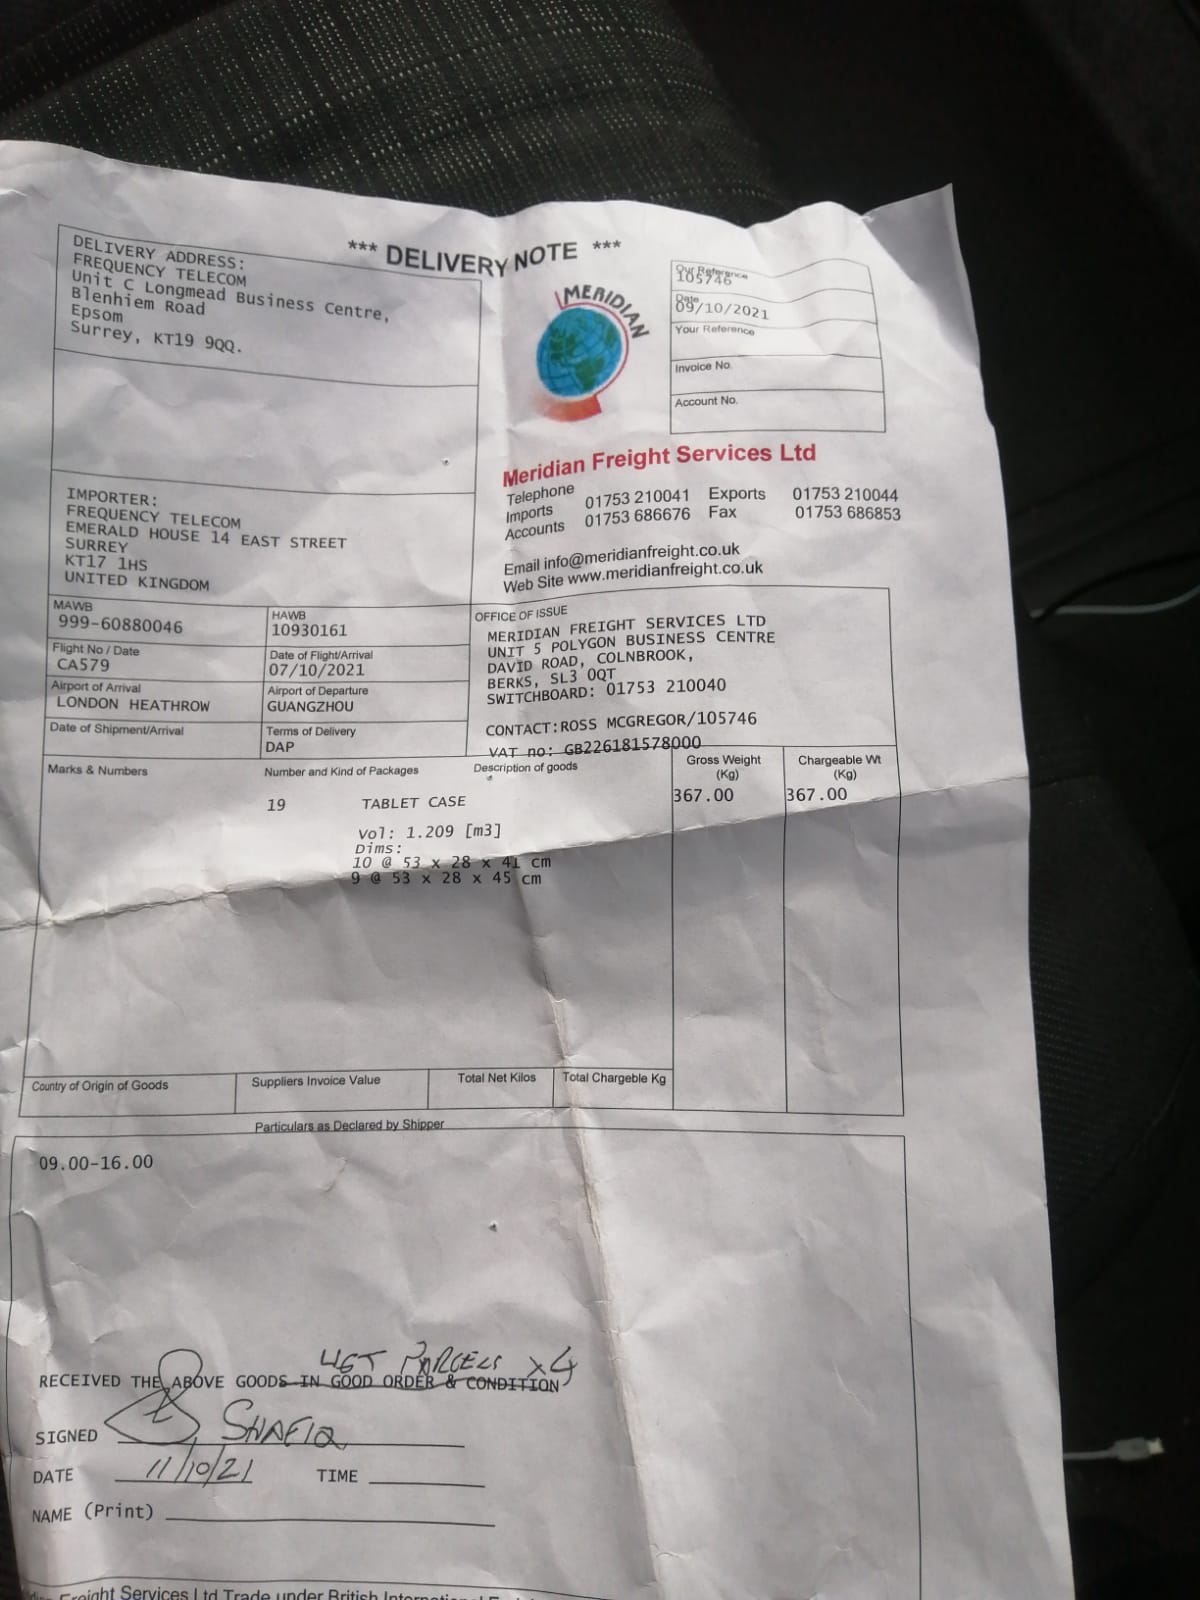 *** DELIVERY NOTE ***
DELIVERY ADDRESS:
FREQUENCY TELECOM
Unit C Longmead Business Centre,
Blenhiem Road
Epsom
Surrey, KT19 9QQ.
MERIDIAN
Our Reference
105746
Date
09/10/2021
Your Reference
Invoice No.
Account No.
Meridian Freight Services Ltd
Telephone
Imports 01753 210041 Exports 01753 210044
Accounts 01753 686676 Fax 01753 686853
Email info@meridianfreight.co.uk
Web Site www.meridianfreight.co.uk
IMPORTER:
FREQUENCY TELECOM
EMERALD HOUSE 14 EAST STREET
SURREY
KT17 1HS
UNITED KINGDOM
MAWB
999-60880046
HAWB
10930161
Flight No / Date
CA579
Date of Flight/Arrival
07/10/2021
Airport of Arrival
LONDON HEATHROW
Airport of Departure
GUANGZHOU
Date of Shipment/Arrival
Terms of Delivery
DAP
OFFICE OF ISSUE
MERIDIAN FREIGHT SERVICES LTD
UNIT 5 POLYGON BUSINESS CENTRE
DAVID ROAD, COLNBROOK,
BERKS, SL3 0QT
SWITCHBOARD: 01753 210040
CONTACT:ROSS MCGREGOR/105746
VAT no: GB226181578000
Marks & Numbers Number and Kind of Packages Description of goods Gross Weight (Kg) Chargeable Wt (Kg)
19 TABLET CASE 367.00 367.00
Vol: 1.209 [m3]
Dims:
10 @ 53 x 28 x 41 cm
9 @ 53 x 28 x 45 cm
Country of Origin of Goods Suppliers Invoice Value Total Net Kilos Total Chargeble Kg
Particulars as Declared by Shipper
09.00-16.00
PARCELS x4
RECEIVED THE ABOVE GOODS IN GOOD ORDER & CONDITION
SIGNED SHAFIQ
DATE 11/10/21 TIME
NAME (Print)
Freight Services Ltd Trade under British International